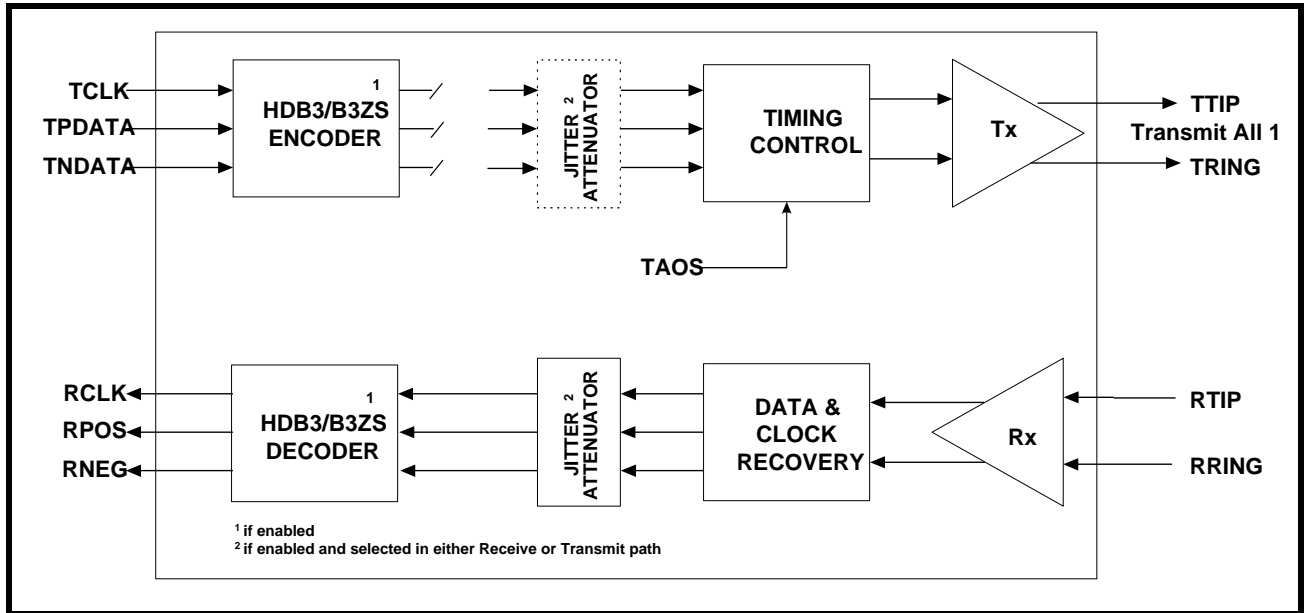 TCLK
TPDATA
TNDATA
1
HDB3/B3ZS
ENCODER
JITTER 2
ATTENUATOR
TIMING
CONTROL
Tx
TTIP
Transmit All 1
TRING
TAOS
RCLK
RPOS
RNEG
1
HDB3/B3ZS
DECODER
JITTER 2
ATTENUATOR
DATA &
CLOCK
RECOVERY
Rx
RTIP
RRING
1 if enabled
2 if enabled and selected in either Receive or Transmit path